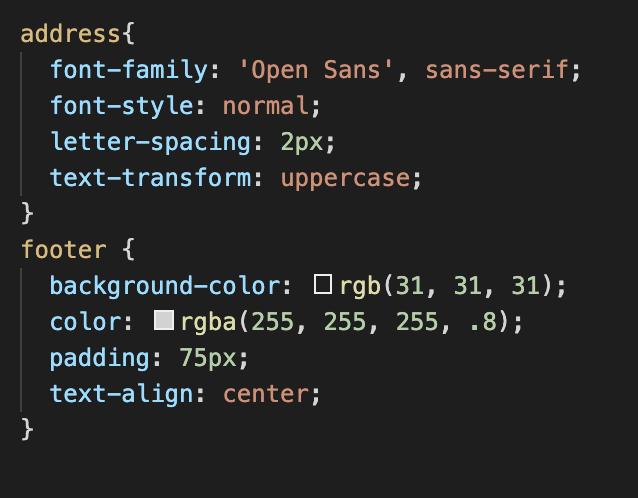 address{
  font-family: 'Open Sans', sans-serif;
  font-style: normal;
  letter-spacing: 2px;
  text-transform: uppercase;
}
footer {
  background-color: rgb(31, 31, 31);
  color: rgba(255, 255, 255, .8);
  padding: 75px;
  text-align: center;
}